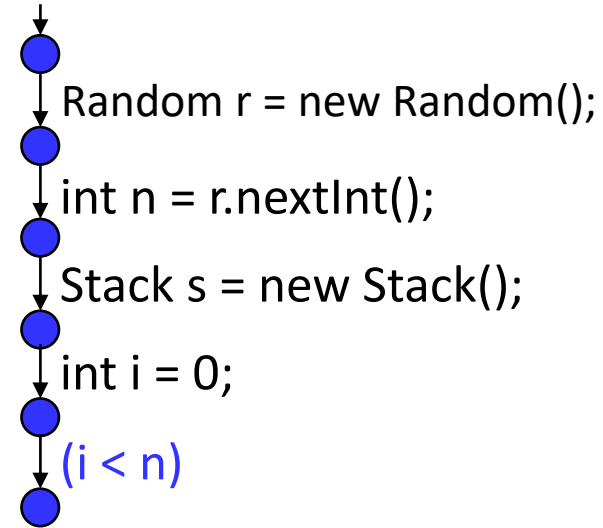 Random r = new Random();
int n = r.nextInt();
Stack s = new Stack();
int i = 0;
(i < n)